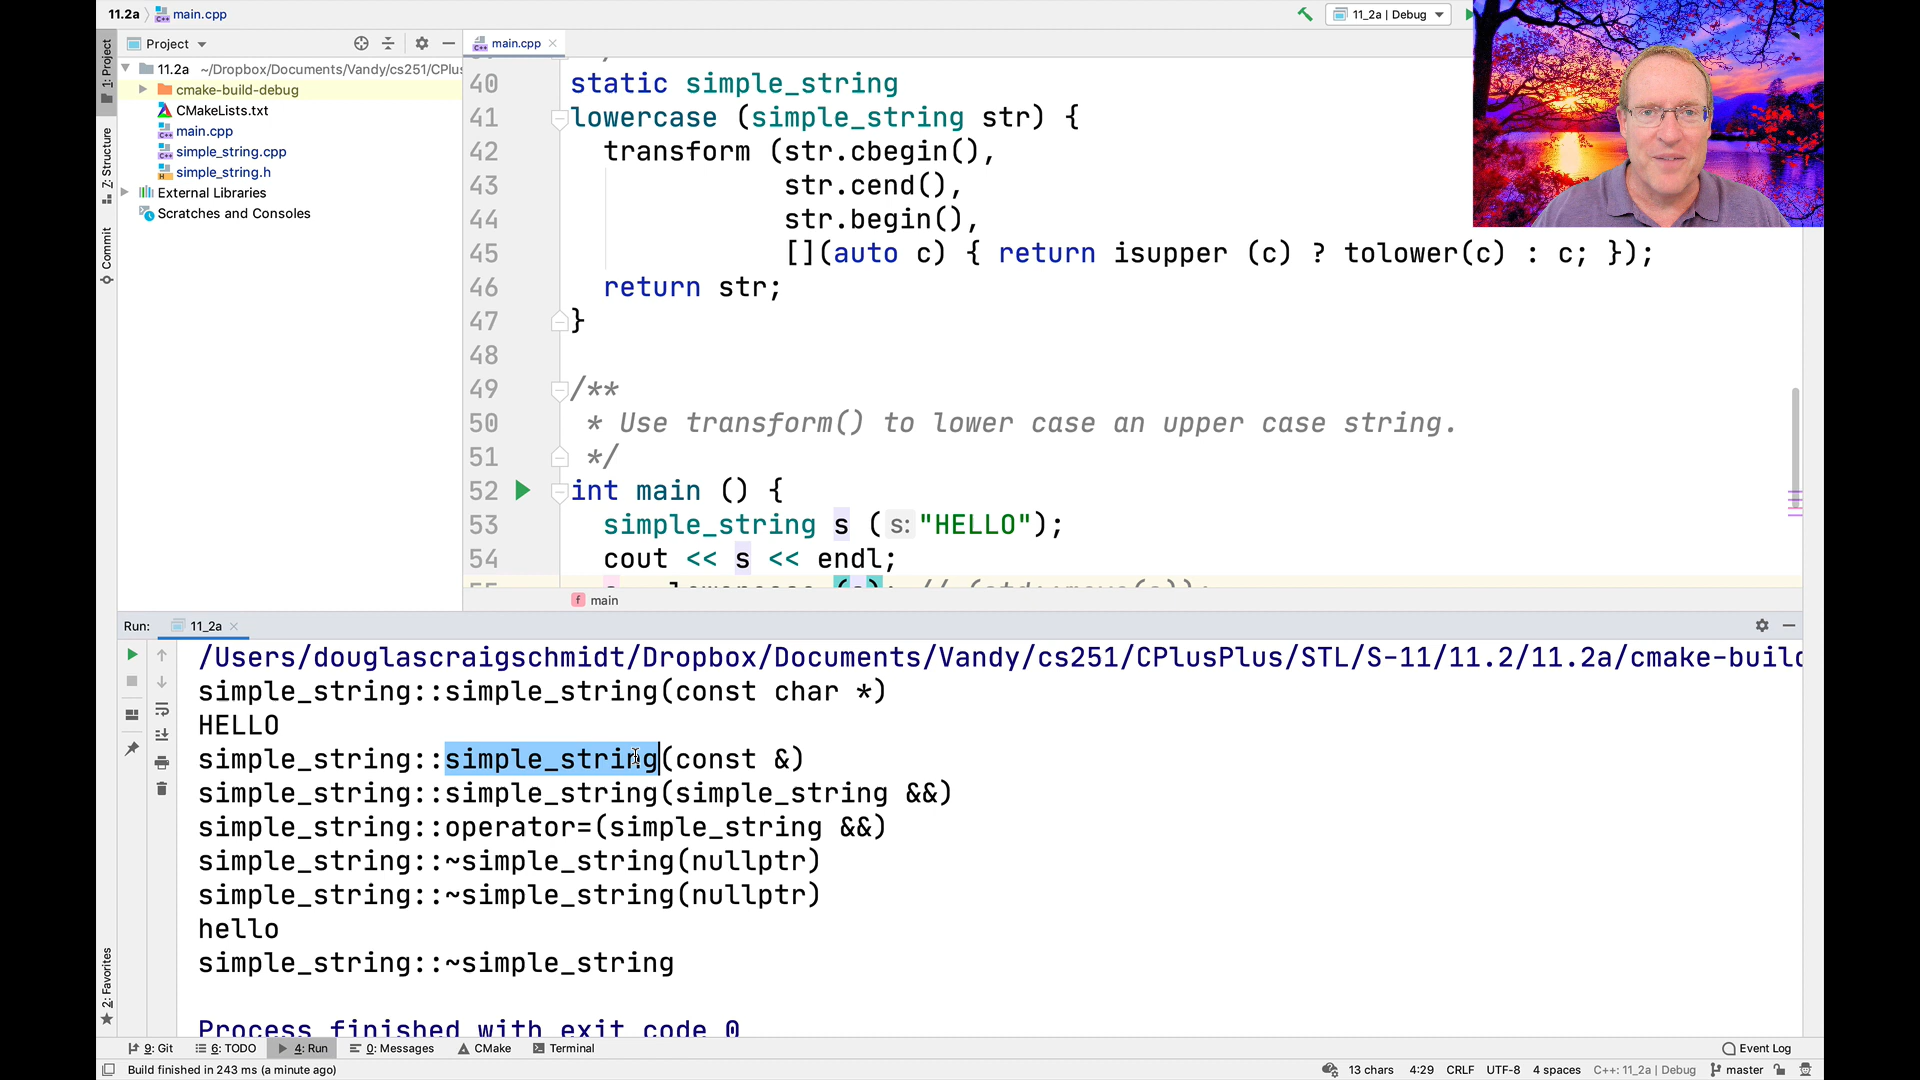 11.2a
main.cpp
11_2a | Debug
1: Project
Z: Structure
Commit
2: Favorites
Project
11.2a ~/Dropbox/Documents/Vandy/cs251/CPlus
cmake-build-debug
CMakeLists.txt
main.cpp
simple_string.cpp
simple_string.h
External Libraries
Scratches and Consoles
main.cpp
40 static simple_string
41 lowercase (simple_string str) {
42 transform (str.cbegin(),
43 str.cend(),
44 str.begin(),
45 [](auto c) { return isupper (c) ? tolower(c) : c; });
46 return str;
47 }
48
49 /**
50 * Use transform() to lower case an upper case string.
51 */
52 int main () {
53 simple_string s ( s: "HELLO");
54 cout << s << endl;
main
Run: 11_2a
/Users/douglascraigschmidt/Dropbox/Documents/Vandy/cs251/CPlusPlus/STL/S-11/11.2/11.2a/cmake-build
simple_string::simple_string(const char *)
HELLO
simple_string::simple_string(const &)
simple_string::simple_string(simple_string &&)
simple_string::operator=(simple_string &&)
simple_string::~simple_string(nullptr)
simple_string::~simple_string(nullptr)
hello
simple_string::~simple_string
Process finished with exit code 0
9: Git 6: TODO 4: Run 0: Messages CMake Terminal Event Log
Build finished in 243 ms (a minute ago) 13 chars 4:29 CRLF UTF-8 4 spaces C++: 11_2a | Debug master